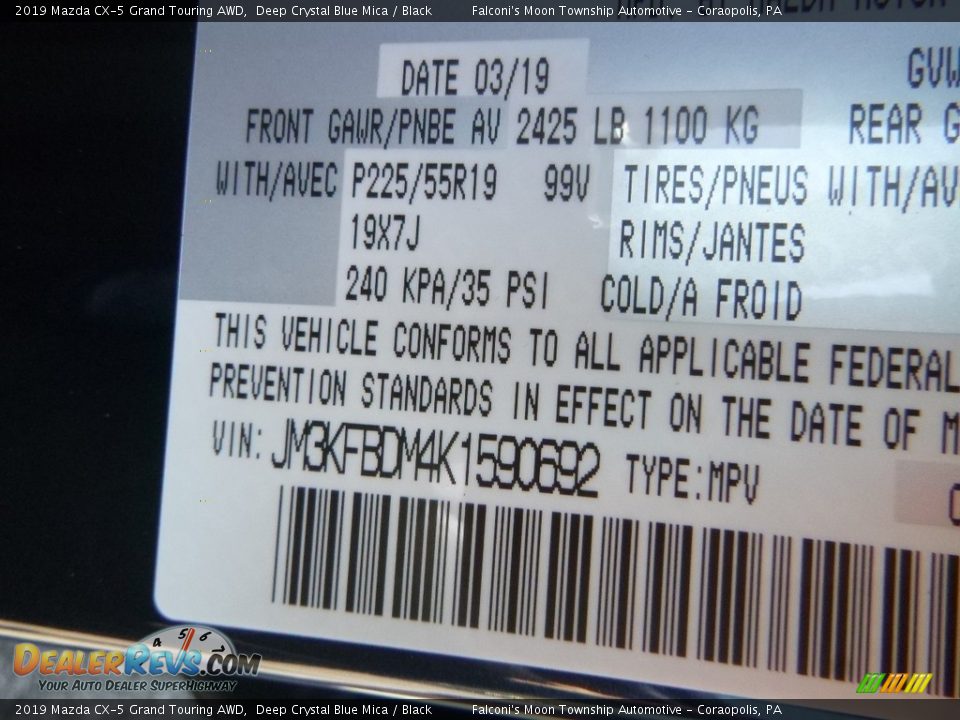 2019 Mazda CX-5 Grand Touring AWD, Deep Crystal Blue Mica / Black Falconi's Moon Township Automotive - Coraopolis, PA
DATE 03/19 GVW
FRONT GAWR/PNBE AV 2425 LB 1100 KG REAR G
WITH/AVEC P225/55R19 99V TIRES/PNEUS WITH/AV
19X7J RIMS/JANTES
240 KPA/35 PSI COLD/A FROID
THIS VEHICLE CONFORMS TO ALL APPLICABLE FEDERAL
PREVENTION STANDARDS IN EFFECT ON THE DATE OF M
VIN: JM3KFBDM4K1590692 TYPE:MPV
4 5 6
DEALERREVS.COM
YOUR AUTO DEALER SUPERHIGHWAY
2019 Mazda CX-5 Grand Touring AWD, Deep Crystal Blue Mica / Black Falconi's Moon Township Automotive - Coraopolis, PA